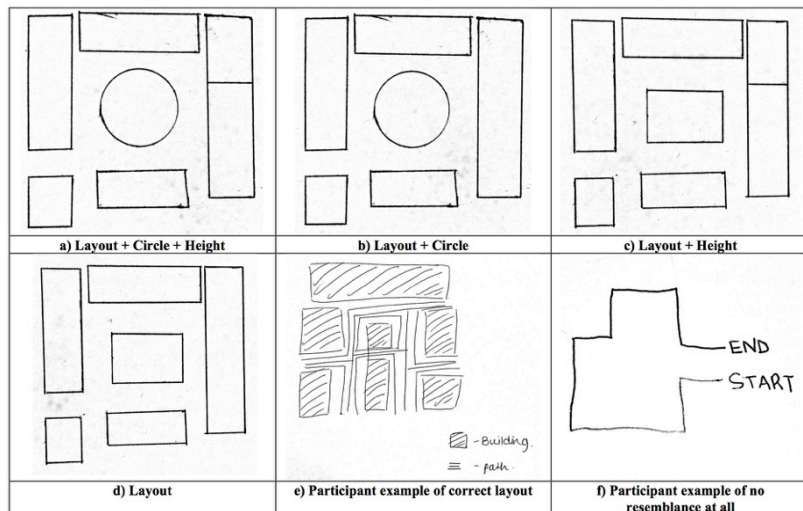 a) Layout + Circle + Height
b) Layout + Circle
c) Layout + Height
- Building.
- path.
END
START
d) Layout
e) Participant example of correct layout
f) Participant example of no
resemblance at all